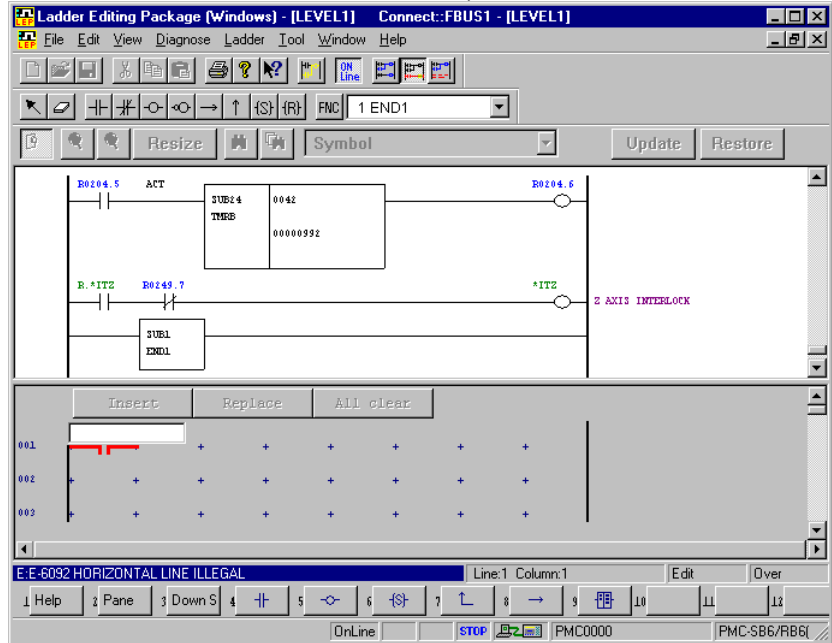 Ladder Editing Package (Windows) - [LEVEL1] Connect::FBUS1 - [LEVEL1]
File Edit View Diagnose Ladder Tool Window Help
ON Line
{S} {R} FNC 1 END1
Resize Symbol Update Restore
R0204.5 ACT R0204.6
SUB24 0042
TMRB
00000992
R.*ITZ R0249.7 *ITZ
Z AXIS INTERLOCK
SUB1
END1
Insert Replace All clear
001
002
003
E:E-6092 HORIZONTAL LINE ILLEGAL Line:1 Column:1 Edit Over
1 Help 2 Pane 3 Down S 4 5 6 {S} 7 8 9 10 11 12
OnLine STOP PMC0000 PMC-SB6/RB6(